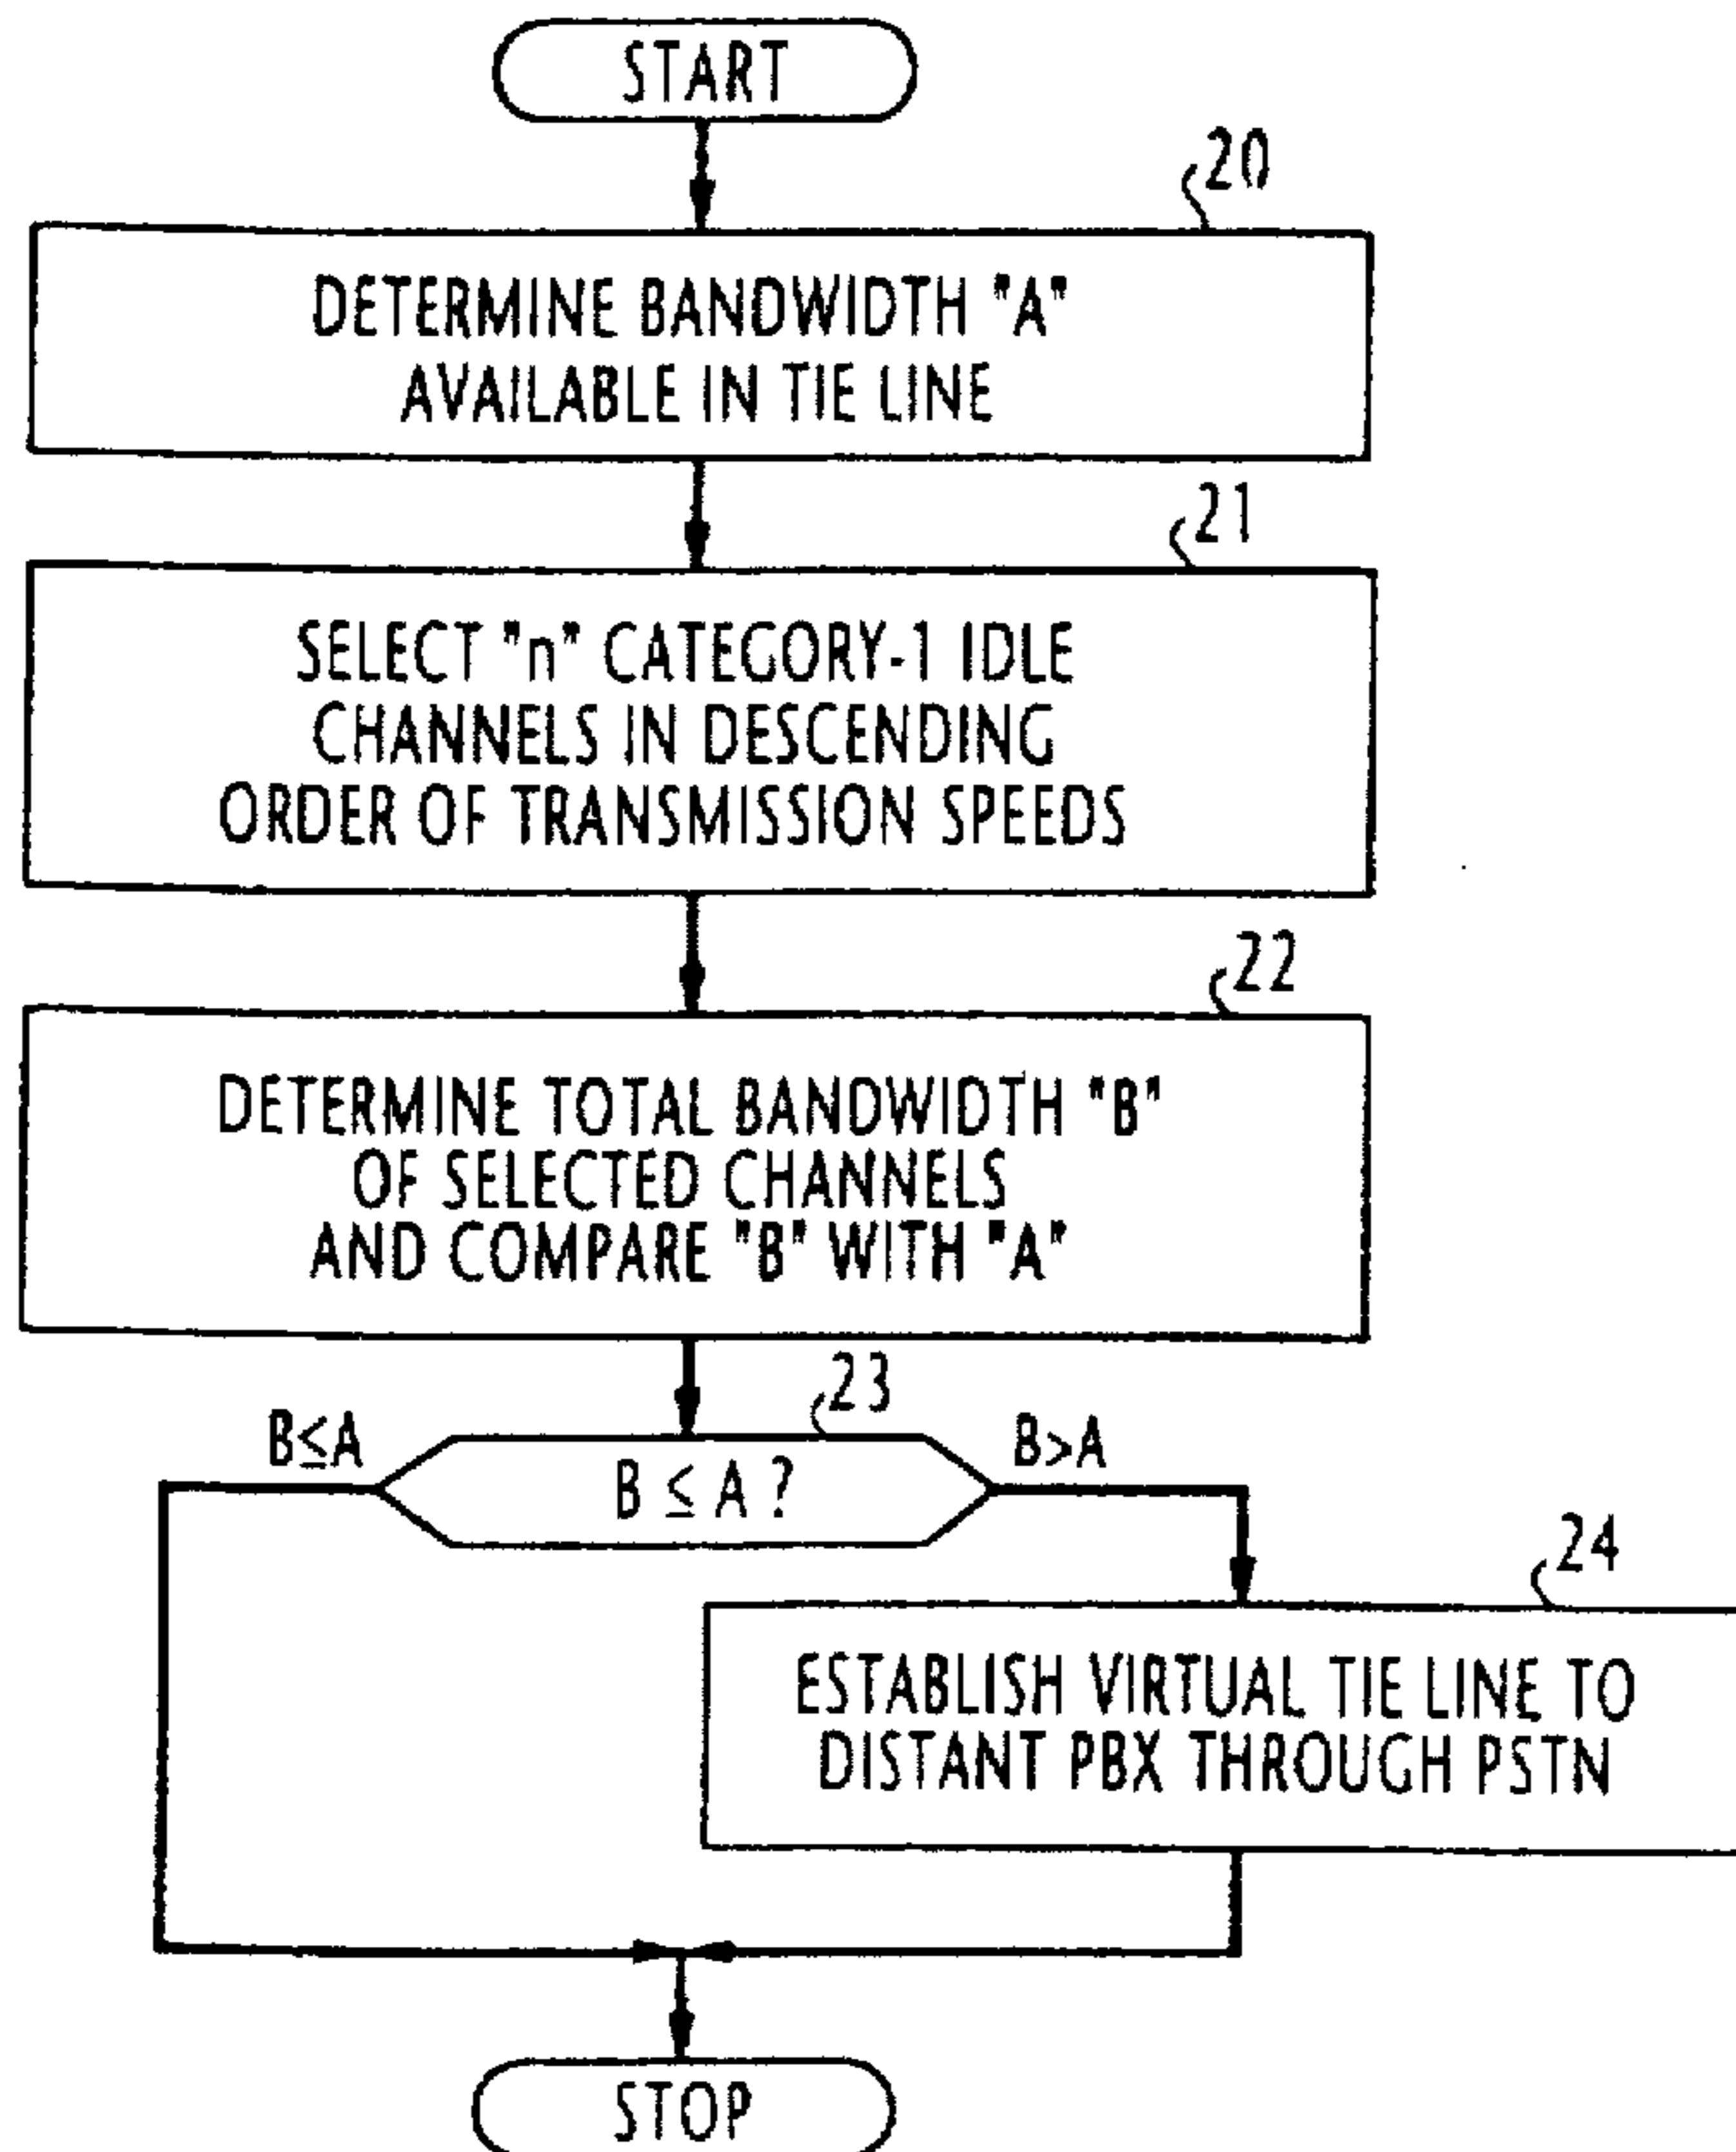 START
20
DETERMINE BANDWIDTH "A"
AVAILABLE IN TIE LINE
21
SELECT "n" CATEGORY-1 IDLE
CHANNELS IN DESCENDING
ORDER OF TRANSMISSION SPEEDS
22
DETERMINE TOTAL BANDWIDTH "B"
OF SELECTED CHANNELS
AND COMPARE "B" WITH "A"
23
B≤A
B ≤ A ?
B>A
24
ESTABLISH VIRTUAL TIE LINE TO
DISTANT PBX THROUGH PSTN
STOP